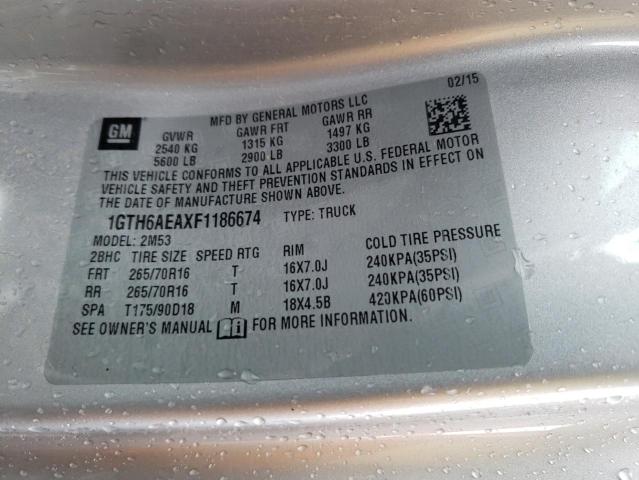 02/15
GM
MFD BY GENERAL MOTORS LLC
GVWR GAWR FRT GAWR RR
2540 KG 1315 KG 1497 KG
5600 LB 2900 LB 3300 LB
THIS VEHICLE CONFORMS TO ALL APPLICABLE U.S. FEDERAL MOTOR
VEHICLE SAFETY AND THEFT PREVENTION STANDARDS IN EFFECT ON
THE DATE OF MANUFACTURE SHOWN ABOVE.
1GTH6AEAXF1186674 TYPE: TRUCK
MODEL: 2M53
2BHC TIRE SIZE SPEED RTG RIM COLD TIRE PRESSURE
FRT 265/70R16 T 16X7.0J 240KPA(35PSI)
RR 265/70R16 T 16X7.0J 240KPA(35PSI)
SPA T175/90D18 M 18X4.5B 420KPA(60PSI)
SEE OWNER'S MANUAL FOR MORE INFORMATION.